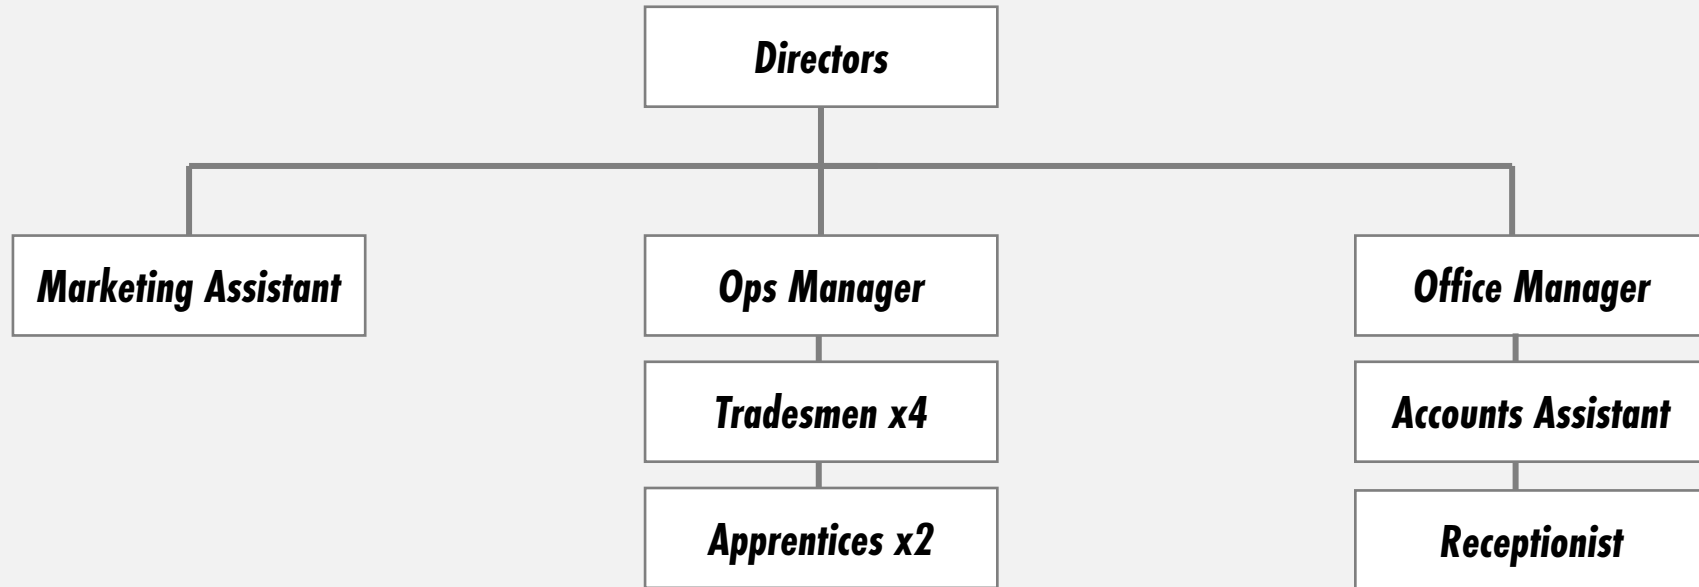 Directors
Marketing Assistant
Ops Manager
Office Manager
Tradesmen x4
Accounts Assistant
Apprentices x2
Receptionist